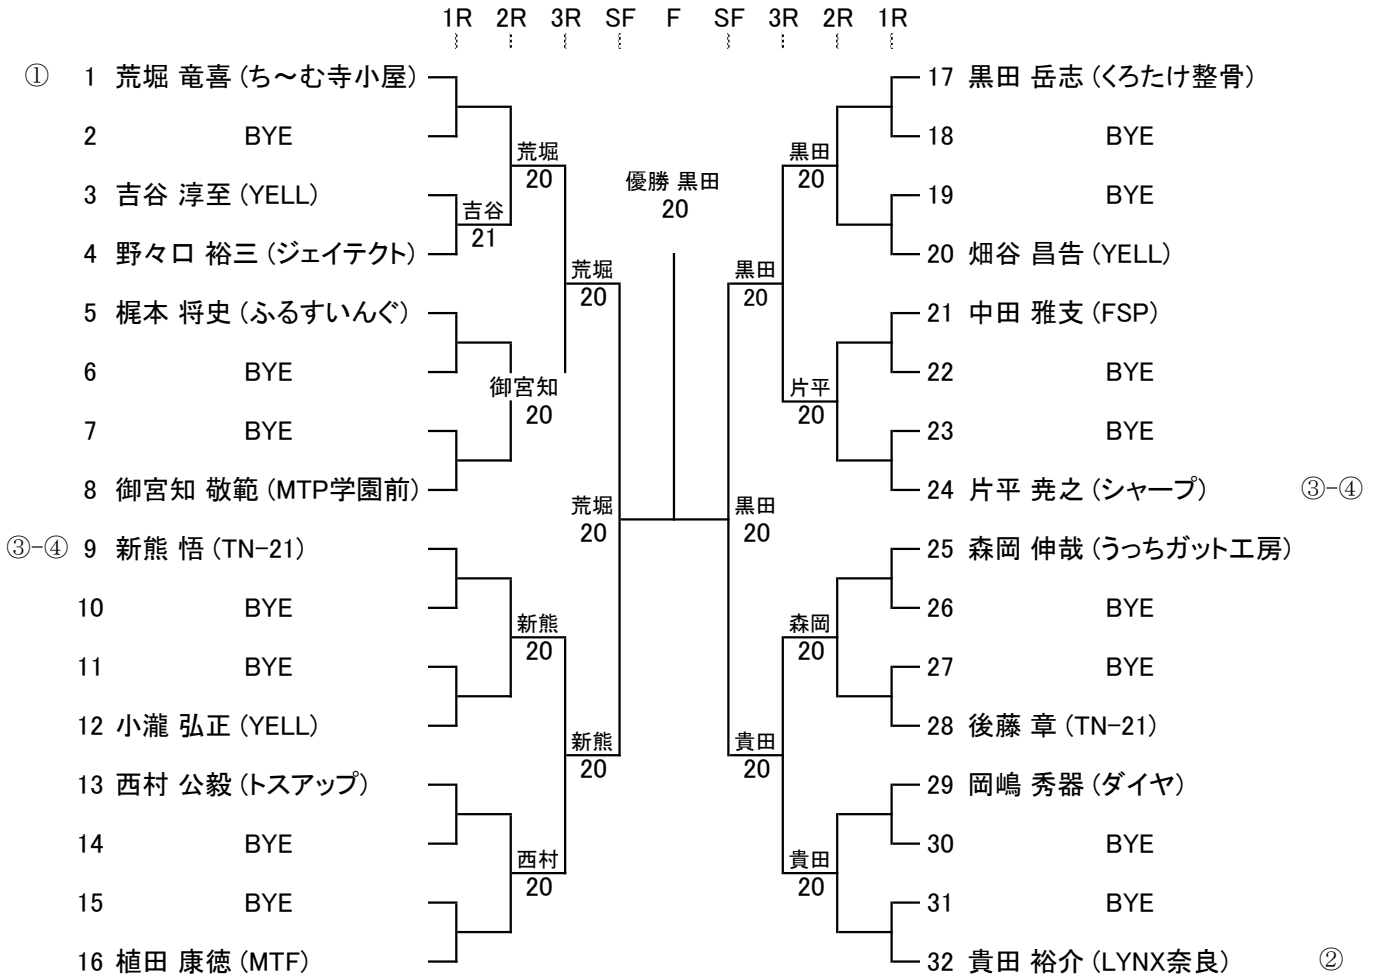 1R 2R 3R SF F SF 3R 2R 1R
① 1 荒堀 竜喜 (ち～む寺小屋)
2 BYE
3 吉谷 淳至 (YELL)
4 野々口 裕三 (ジェイテクト)
5 梶本 将史 (ふるすいんぐ)
6 BYE
7 BYE
8 御宮知 敬範 (MTP学園前)
③-④ 9 新熊 悟 (TN-21)
10 BYE
11 BYE
12 小瀧 弘正 (YELL)
13 西村 公毅 (トスアップ)
14 BYE
15 BYE
16 植田 康徳 (MTF)
吉谷
21
荒堀
20
御宮知
20
新熊
20
西村
20
荒堀
20
新熊
20
荒堀
20
優勝 黒田
20
黒田
20
黒田
20
貴田
20
黒田
20
片平
20
森岡
20
貴田
20
17 黒田 岳志 (くろたけ整骨)
18 BYE
19 BYE
20 畑谷 昌告 (YELL)
21 中田 雅支 (FSP)
22 BYE
23 BYE
24 片平 尭之 (シャープ) ③-④
25 森岡 伸哉 (うっちガット工房)
26 BYE
27 BYE
28 後藤 章 (TN-21)
29 岡嶋 秀器 (ダイヤ)
30 BYE
31 BYE
32 貴田 裕介 (LYNX奈良) ②